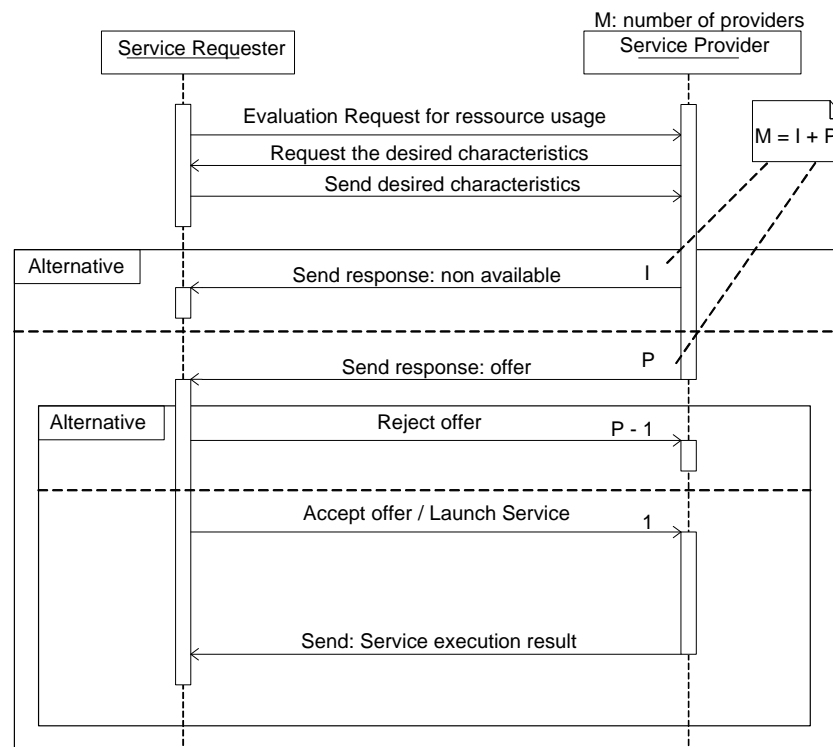 M: number of providers
Service Requester
Service Provider
Evaluation Request for ressource usage
M = I + P
Request the desired characteristics
Send desired characteristics
Alternative
Send response: non available
I
P
Send response: offer
Alternative
Reject offer
P - 1
Accept offer / Launch Service
1
Send: Service execution result